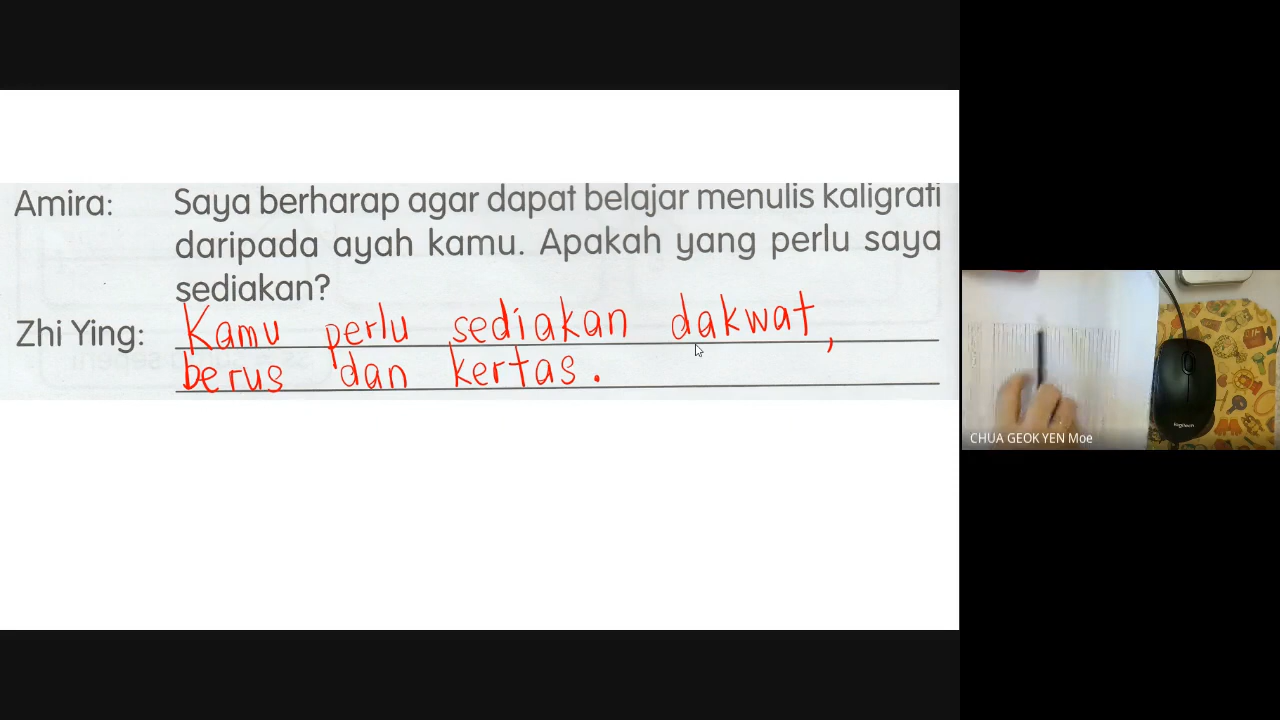 Amira: Saya berharap agar dapat belajar menulis kaligrafi
daripada ayah kamu. Apakah yang perlu saya
sediakan?
Zhi Ying: Kamu perlu sediakan dakwat,
berus dan kertas.
CHUA GEOK YEN Moe
logitech